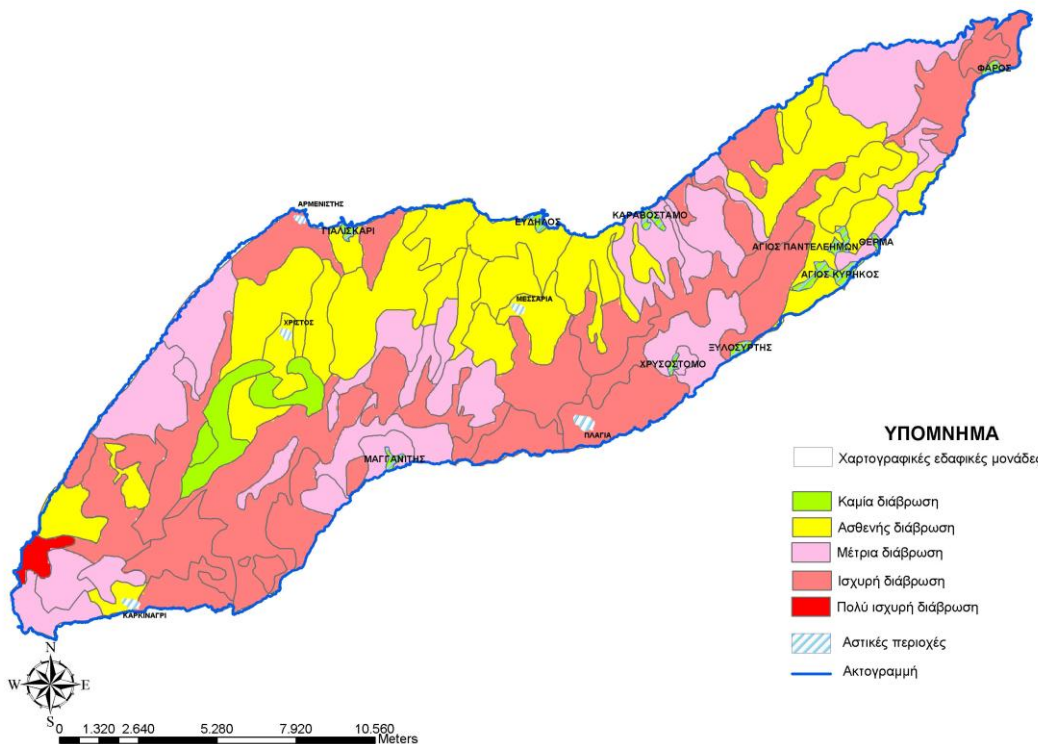 ΦΑΡΟΣ
ΑΡΜΕΝΙΣΤΗΣ
ΓΙΑΛΙΣΚΑΡΙ
ΕΥΔΗΓΟΣ
ΚΑΡΑΒΟΣΤΑΜΟ
ΑΓΙΟΣ ΠΑΝΤΕΛΕΗΜΩΝ
ΘΕΡΜΑ
ΑΓΙΟΣ ΚΥΡΗΚΟΣ
ΜΕΣΣΑΡΙΑ
ΧΡΙΣΤΟΣ
ΞΥΛΟΣΥΡΤΗΣ
ΧΡΥΣΟΣΤΟΜΟ
ΠΛΑΓΙΑ
ΜΑΓΓΑΝΙΤΗΣ
ΚΑΡΚΙΝΑΓΡΙ
ΥΠΟΜΝΗΜΑ
Χαρτογραφικές εδαφικές μονάδες
Καμία διάβρωση
Ασθενής διάβρωση
Μέτρια διάβρωση
Ισχυρή διάβρωση
Πολύ ισχυρή διάβρωση
Αστικές περιοχές
Ακτογραμμή
N
W E
S
0 1.320 2.640 5.280 7.920 10.560
Meters